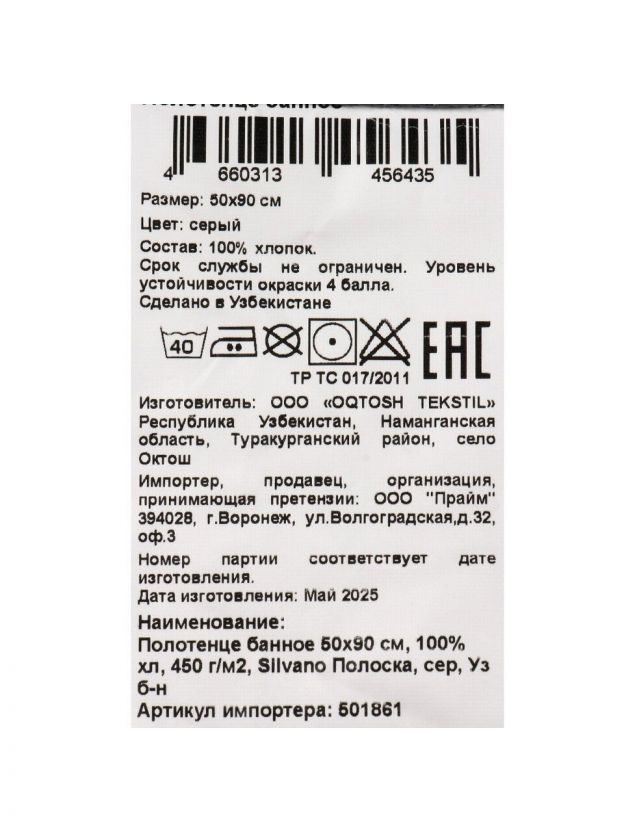 Полотенце банное
4 660313 456435
Размер: 50х90 см
Цвет: серый
Состав: 100% хлопок.
Срок службы не ограничен. Уровень
устойчивости окраски 4 балла.
Сделано в Узбекистане
40
EAC
ТР ТС 017/2011
Изготовитель: ООО «OQTOSH TEKSTIL»
Республика Узбекистан, Наманганская
область, Туракурганский район, село
Октош
Импортер, продавец, организация,
принимающая претензии: ООО "Прайм"
394028, г.Воронеж, ул.Волгоградская,д.32,
оф.3
Номер партии соответствует дате
изготовления.
Дата изготовления: Май 2025
Наименование:
Полотенце банное 50х90 см, 100%
хл, 450 г/м2, Silvano Полоска, сер, Уз
б-н
Артикул импортера: 501861